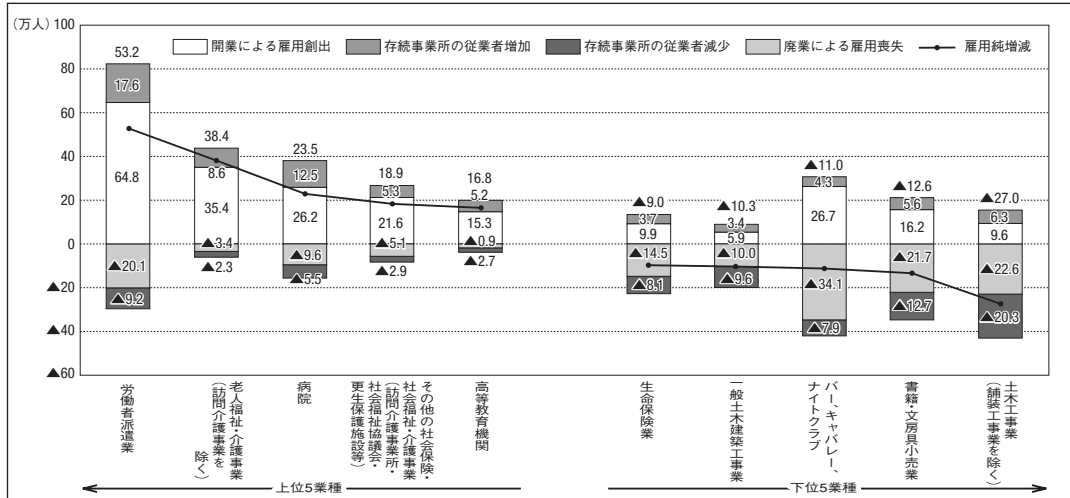 (万人)
100
80
60
40
20
0
▲20
▲40
▲60
開業による雇用創出
存続事業所の従業者増加
存続事業所の従業者減少
廃業による雇用喪失
雇用純増減
53.2
17.6
64.8
▲20.1
▲9.2
38.4
8.6
35.4
▲3.4
▲2.3
23.5
12.5
26.2
▲9.6
▲5.5
18.9
5.3
21.6
▲5.1
▲2.9
16.8
5.2
15.3
▲0.9
▲2.7
▲9.0
3.7
9.9
▲14.5
▲8.1
▲10.3
3.4
5.9
▲10.0
▲9.6
▲11.0
4.3
26.7
▲34.1
▲7.9
▲12.6
5.6
16.2
▲21.7
▲12.7
▲27.0
6.3
9.6
▲22.6
▲20.3
労働者派遣業
老人福祉・介護事業
(訪問介護事業を
除く)
病院
その他の社会保険・
社会福祉・介護事業
(訪問介護事業所・
社会福祉協議会・
更生保護施設等)
高等教育機関
生命保険業
一般土木建築工事業
バー、キャバレー、
ナイトクラブ
書籍・文房具小売業
土木工事業
(舗装工事業を除く)
上位5業種
下位5業種